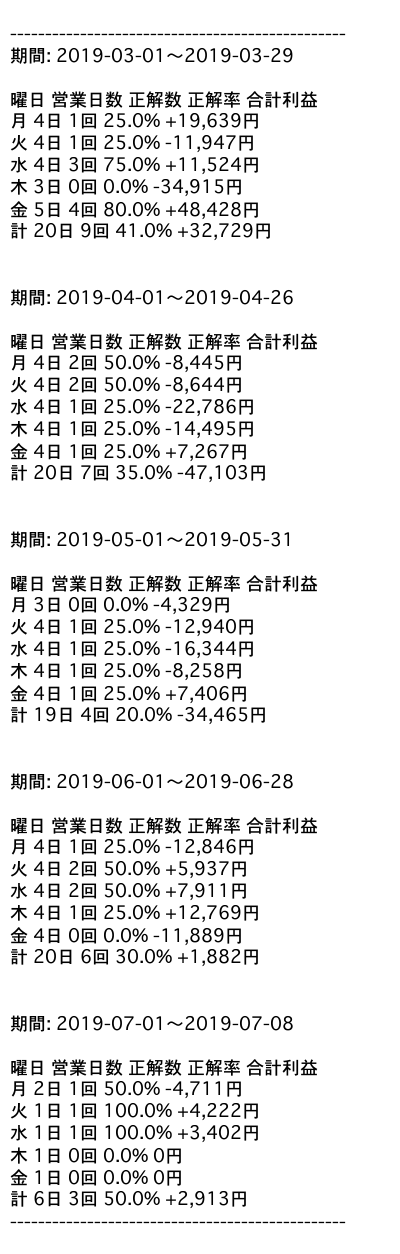 ------------------------------------------------
期間: 2019-03-01〜2019-03-29
曜日 営業日数 正解数 正解率 合計利益
月 4日 1回 25.0% +19,639円
火 4日 1回 25.0% -11,947円
水 4日 3回 75.0% +11,524円
木 3日 0回 0.0% -34,915円
金 5日 4回 80.0% +48,428円
計 20日 9回 41.0% +32,729円
期間: 2019-04-01〜2019-04-26
曜日 営業日数 正解数 正解率 合計利益
月 4日 2回 50.0% -8,445円
火 4日 2回 50.0% -8,644円
水 4日 1回 25.0% -22,786円
木 4日 1回 25.0% -14,495円
金 4日 1回 25.0% +7,267円
計 20日 7回 35.0% -47,103円
期間: 2019-05-01〜2019-05-31
曜日 営業日数 正解数 正解率 合計利益
月 3日 0回 0.0% -4,329円
火 4日 1回 25.0% -12,940円
水 4日 1回 25.0% -16,344円
木 4日 1回 25.0% -8,258円
金 4日 1回 25.0% +7,406円
計 19日 4回 20.0% -34,465円
期間: 2019-06-01〜2019-06-28
曜日 営業日数 正解数 正解率 合計利益
月 4日 1回 25.0% -12,846円
火 4日 2回 50.0% +5,937円
水 4日 2回 50.0% +7,911円
木 4日 1回 25.0% +12,769円
金 4日 0回 0.0% -11,889円
計 20日 6回 30.0% +1,882円
期間: 2019-07-01〜2019-07-08
曜日 営業日数 正解数 正解率 合計利益
月 2日 1回 50.0% -4,711円
火 1日 1回 100.0% +4,222円
水 1日 1回 100.0% +3,402円
木 1日 0回 0.0% 0円
金 1日 0回 0.0% 0円
計 6日 3回 50.0% +2,913円
------------------------------------------------